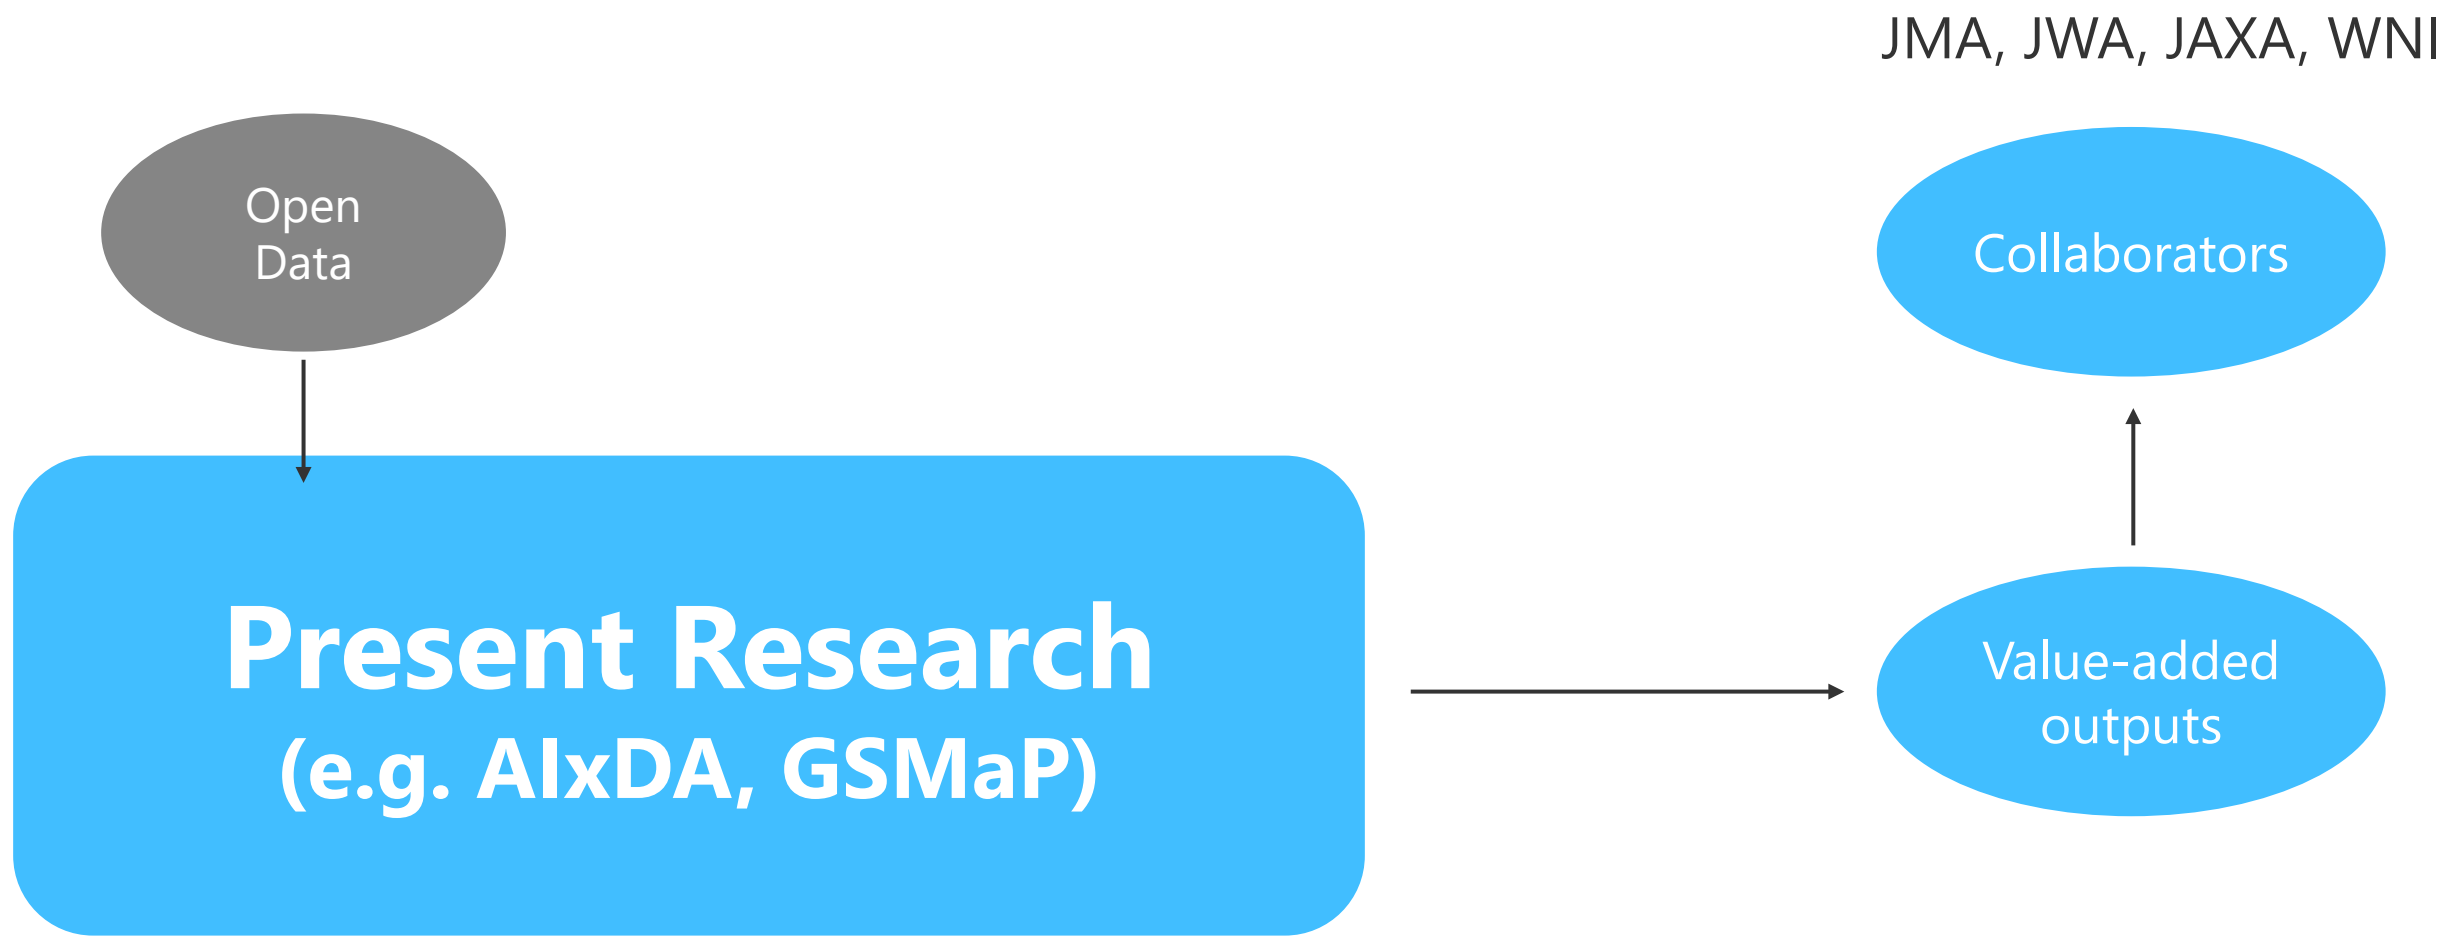 JMA, JWA, JAXA, WNI
Open
Data
Collaborators
Present Research
(e.g. AIxDA, GSMaP)
Value-added
outputs